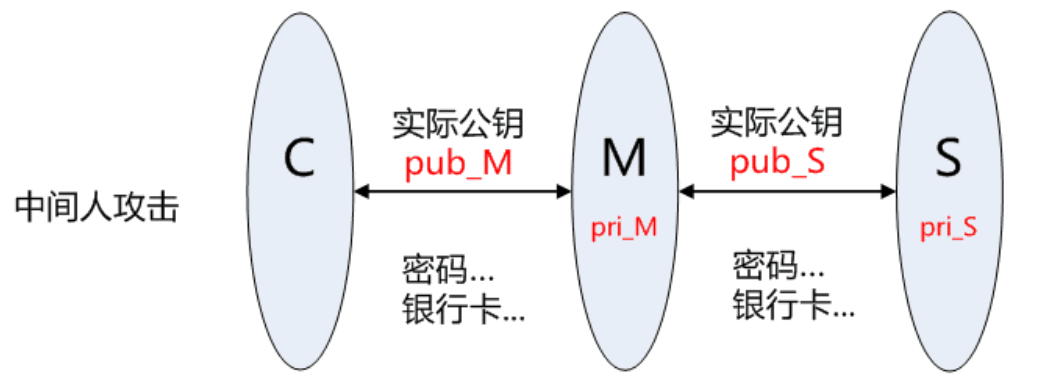 中间人攻击
C
实际公钥
pub_M
密码...
银行卡...
M
pri_M
实际公钥
pub_S
密码...
银行卡...
S
pri_S